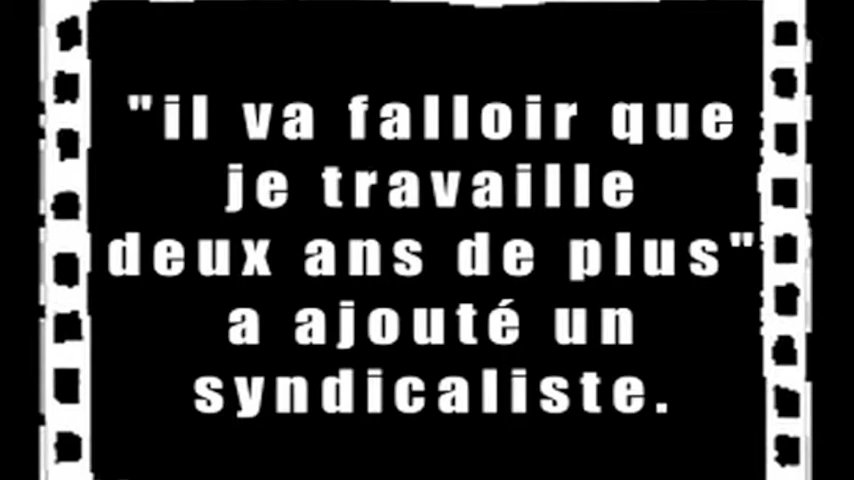 "il va falloir que
je travaille
deux ans de plus"
a ajouté un
syndicaliste.